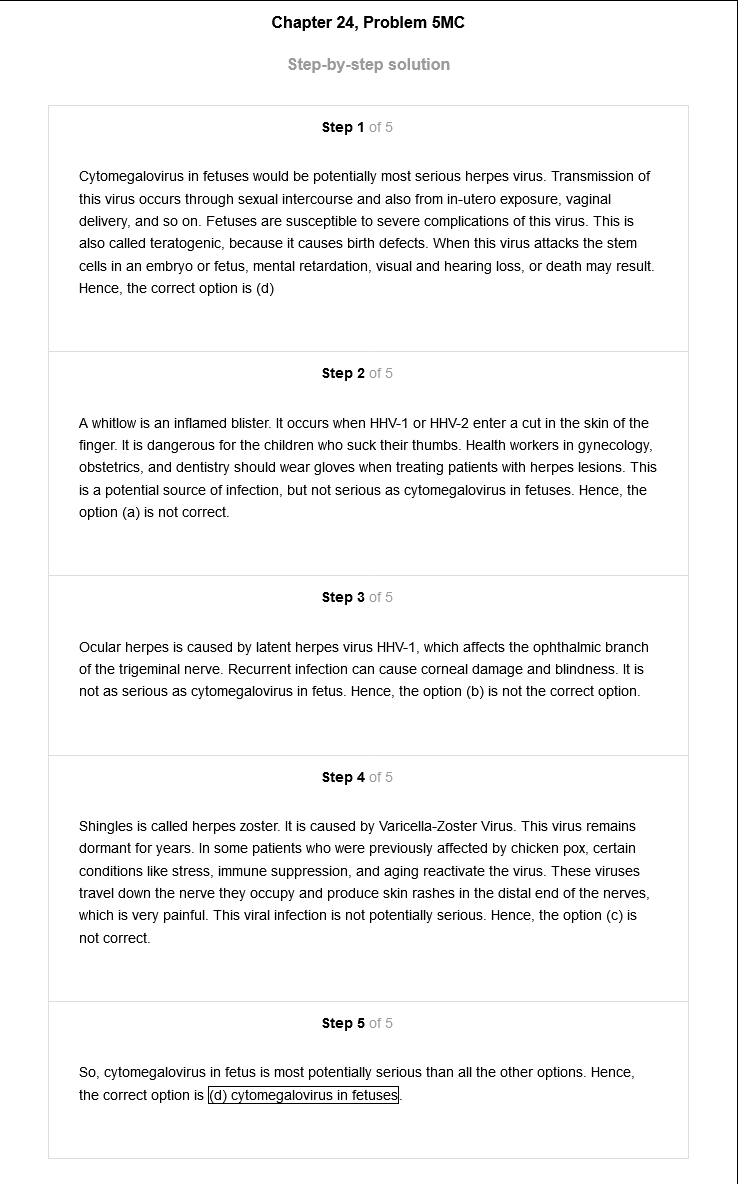 Chapter 24, Problem 5MC
Step-by-step solution
Step 1 of 5
Cytomegalovirus in fetuses would be potentially most serious herpes virus. Transmission of
this virus occurs through sexual intercourse and also from in-utero exposure, vaginal
delivery, and so on. Fetuses are susceptible to severe complications of this virus. This is
also called teratogenic, because it causes birth defects. When this virus attacks the stem
cells in an embryo or fetus, mental retardation, visual and hearing loss, or death may result.
Hence, the correct option is (d)
Step 2 of 5
A whitlow is an inflamed blister. It occurs when HHV-1 or HHV-2 enter a cut in the skin of the
finger. It is dangerous for the children who suck their thumbs. Health workers in gynecology,
obstetrics, and dentistry should wear gloves when treating patients with herpes lesions. This
is a potential source of infection, but not serious as cytomegalovirus in fetuses. Hence, the
option (a) is not correct.
Step 3 of 5
Ocular herpes is caused by latent herpes virus HHV-1, which affects the ophthalmic branch
of the trigeminal nerve. Recurrent infection can cause corneal damage and blindness. It is
not as serious as cytomegalovirus in fetus. Hence, the option (b) is not the correct option.
Step 4 of 5
Shingles is called herpes zoster. It is caused by Varicella-Zoster Virus. This virus remains
dormant for years. In some patients who were previously affected by chicken pox, certain
conditions like stress, immune suppression, and aging reactivate the virus. These viruses
travel down the nerve they occupy and produce skin rashes in the distal end of the nerves,
which is very painful. This viral infection is not potentially serious. Hence, the option (c) is
not correct.
Step 5 of 5
So, cytomegalovirus in fetus is most potentially serious than all the other options. Hence,
the correct option is (d) cytomegalovirus in fetuses.